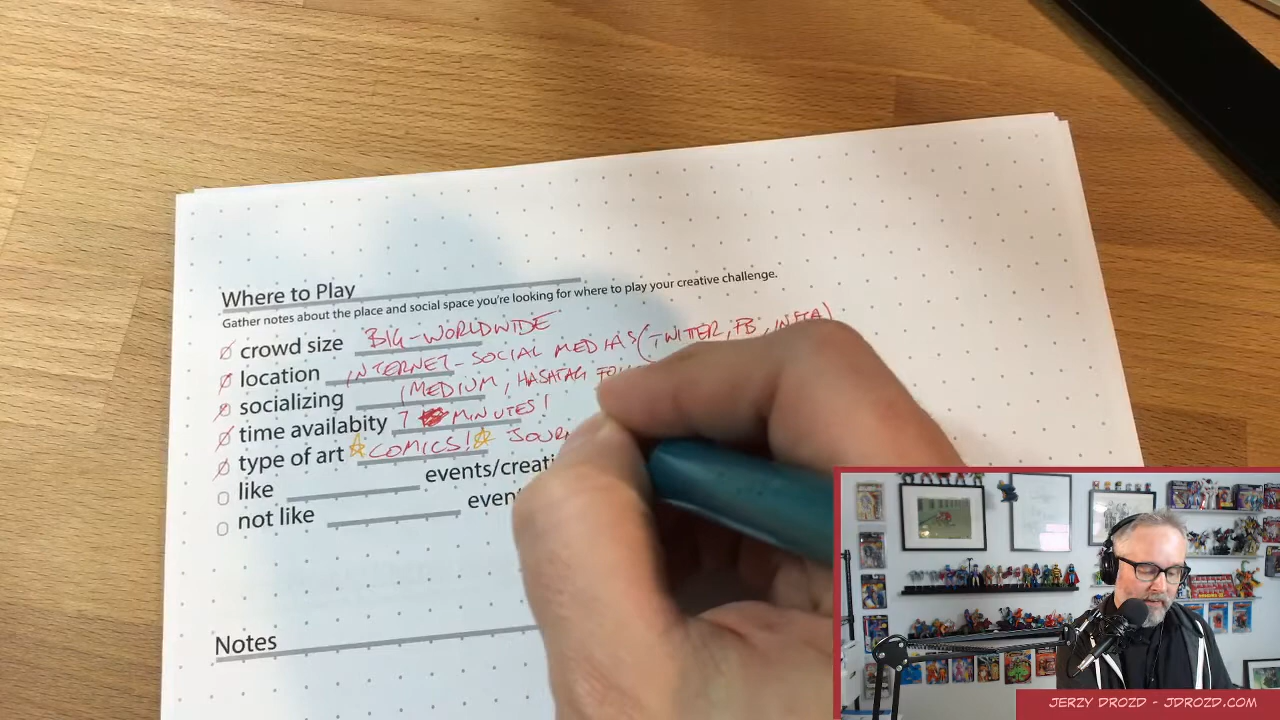 Where to Play
Gather notes about the place and social space you're looking for where to play your creative challenge.
crowd size BIG-WORLDWIDE
location INTERNET-SOCIAL MEDIAS (TWITTER, FB, INSTA)
socializing MEDIUM, HASHTAG
time availabity 7 MINUTES!
type of art COMICS!
like events/creati
not like even
Notes
JERZY DROZD - JDROZD.COM